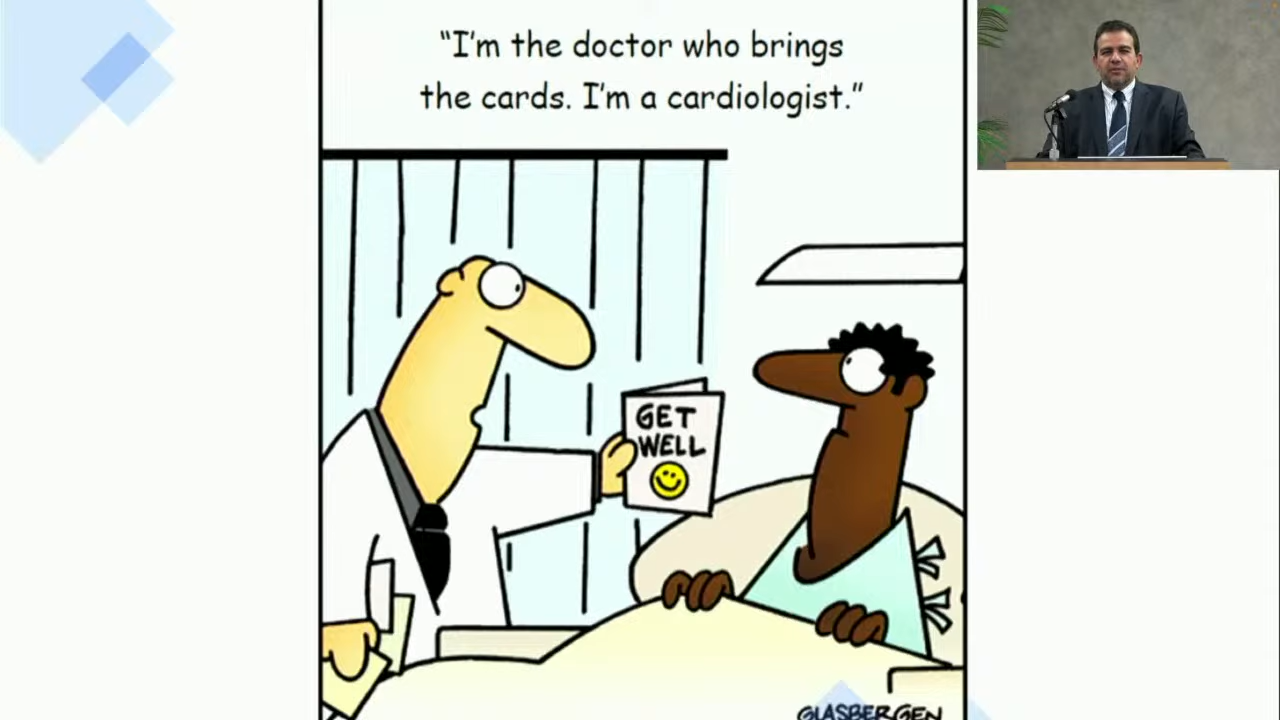 “I’m the doctor who brings
the cards. I’m a cardiologist.”
GET
WELL
GLASBERGEN